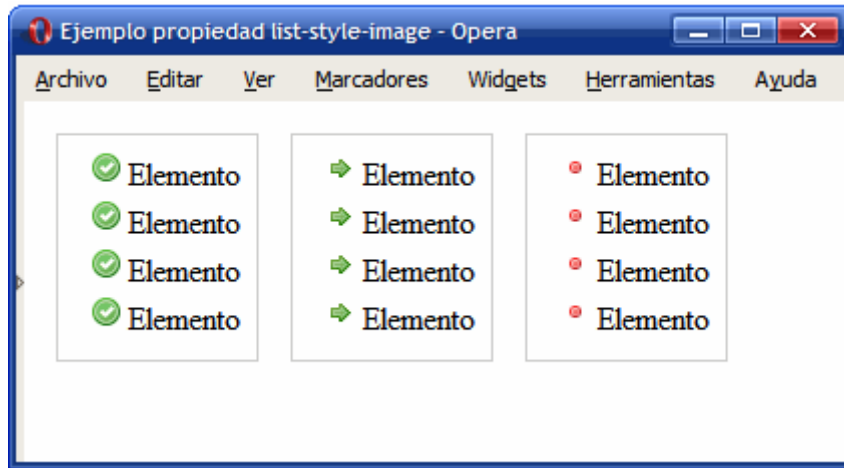 Ejemplo propiedad list-style-image - Opera
Archivo Editar Ver Marcadores Widgets Herramientas Ayuda
Elemento Elemento Elemento
Elemento Elemento Elemento
Elemento Elemento Elemento
Elemento Elemento Elemento